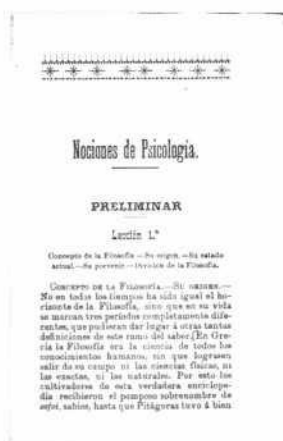 Nociones de Psicologia.
PRELIMINAR
Lección 1.ª
Concepto de la Filosofía.—Su origen.—Su estado
actual.—Su porvenir.—División de la Filosofía.
CONCEPTO DE LA FILOSOFÍA.—SU ORIGEN.—
No en todos los tiempos ha sido igual el ho-
rizonte de la Filosofía, sino que en su vida
se marcan tres períodos completamente dife-
rentes, que pudieran dar lugar á otras tantas
definiciones de este ramo del saber. En Gre-
cia la Filosofía era la ciencia de todos los
conocimientos humanos, sin que lograsen
salir de su campo ni las ciencias físicas, ni
las exactas, ni las naturales. Por esto los
cultivadores de esta verdadera enciclope-
dia recibieron el pomposo sobrenombre de
sofoi, sabios, hasta que Pitágoras tuvo á bien